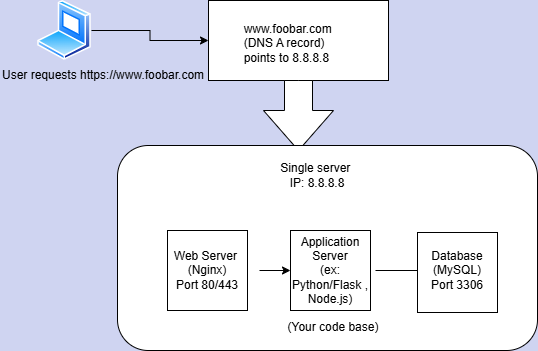 www.foobar.com
(DNS A record)
points to 8.8.8.8
User requests https://www.foobar.com
Single server
IP: 8.8.8.8
Web Server
(Nginx)
Port 80/443
Application
Server
(ex:
Python/Flask ,
Node.js)
Database
(MySQL)
Port 3306
(Your code base)